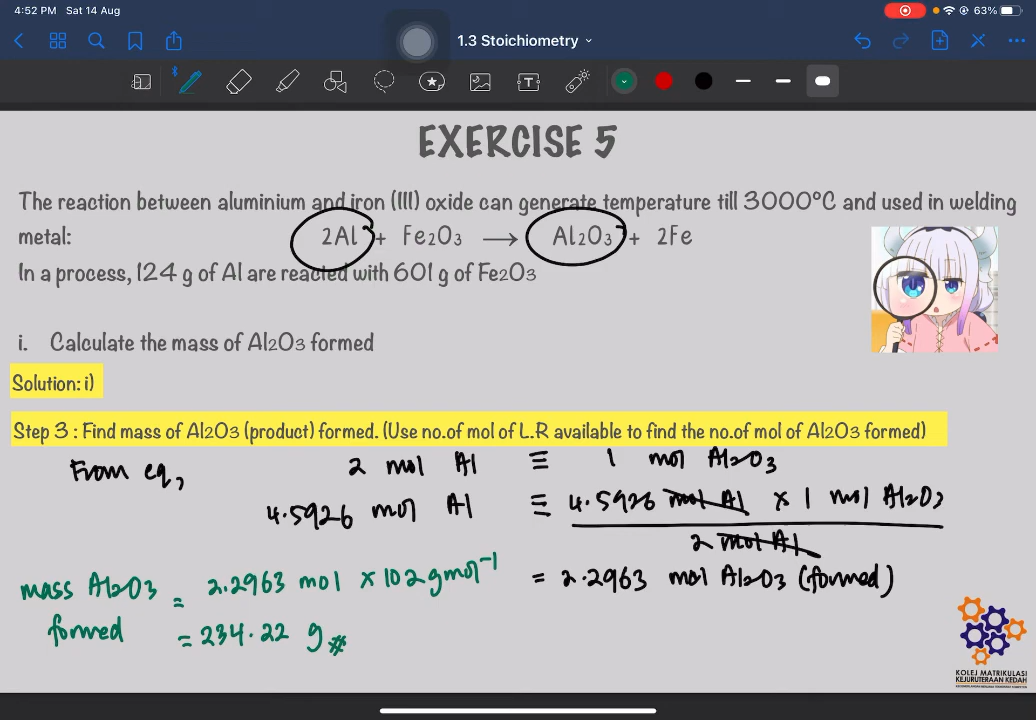 4:52 PM Sat 14 Aug
63%
1.3 Stoichiometry
EXERCISE 5
The reaction between aluminium and iron (III) oxide can generate temperature till 3000°C and used in welding
metal:
2Al + Fe2O3 → Al2O3 + 2Fe
In a process, 124 g of Al are reacted with 601 g of Fe2O3
i. Calculate the mass of Al2O3 formed
Solution: i)
Step 3 : Find mass of Al2O3 (product) formed. (Use no.of mol of L.R available to find the no.of mol of Al2O3 formed)
From eq, 2 mol Al ≡ 1 mol Al2O3
4.5926 mol Al ≡ 4.5926 mol Al x 1 mol Al2O3
2 mol Al
= 2.2963 mol Al2O3 (formed)
mass Al2O3 formed = 2.2963 mol x 102 gmol-1
= 234.22 g #
KOLEJ MATRIKULASI
KEJURUTERAAN KEDAH